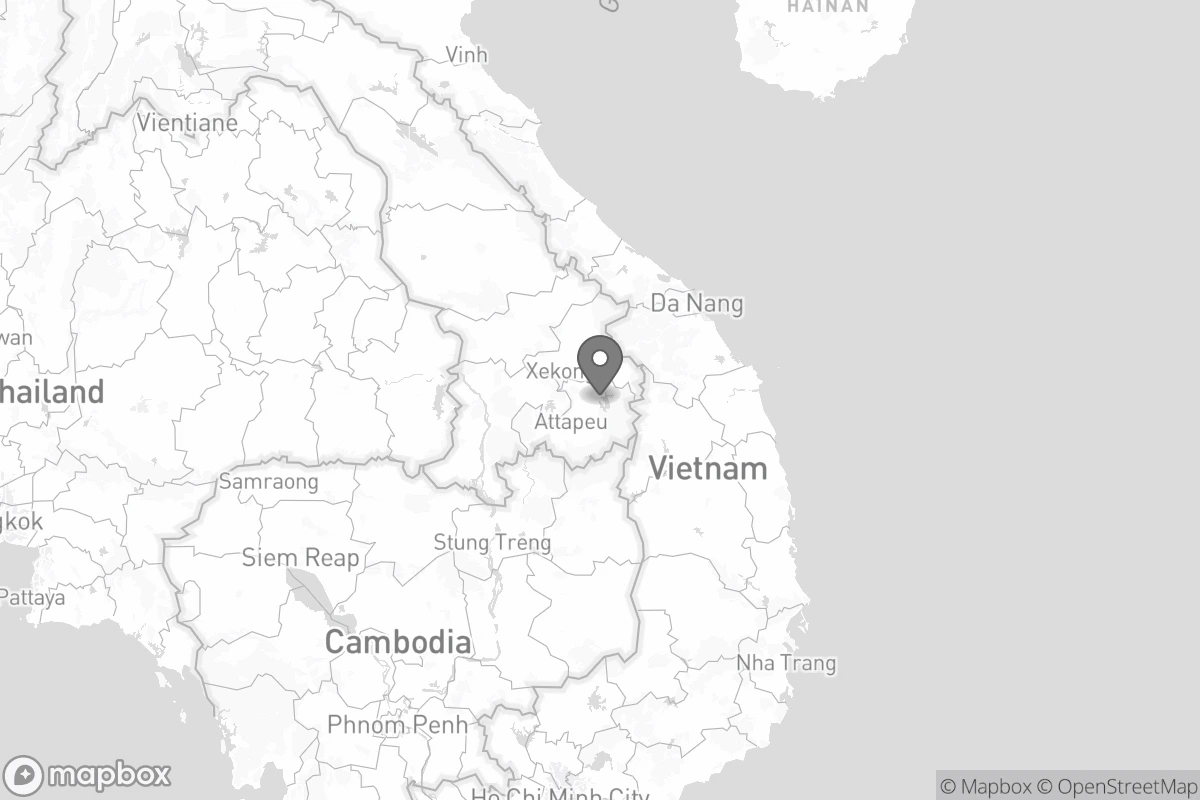 HAINAN
G
Vinh
Vientiane
Da Nang
wan
Xekon
hailand
Attapeu
Vietnam
Samraong
gkok
Stung Treng
Siem Reap
Pattaya
Cambodia
Nha Trang
Phnom Penh
mapbox
© Mapbox © OpenStreetMap
Ho Chi Minh City